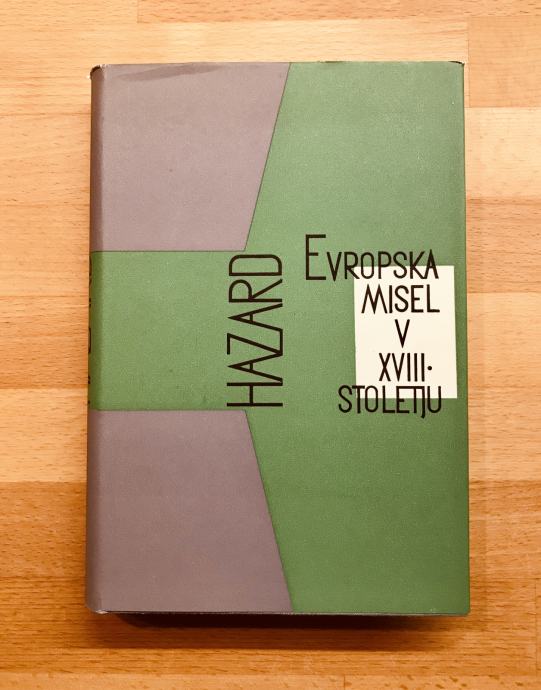 HAZARD
EVROPSKA
MISEL
V
XVIII.
STOLETJU